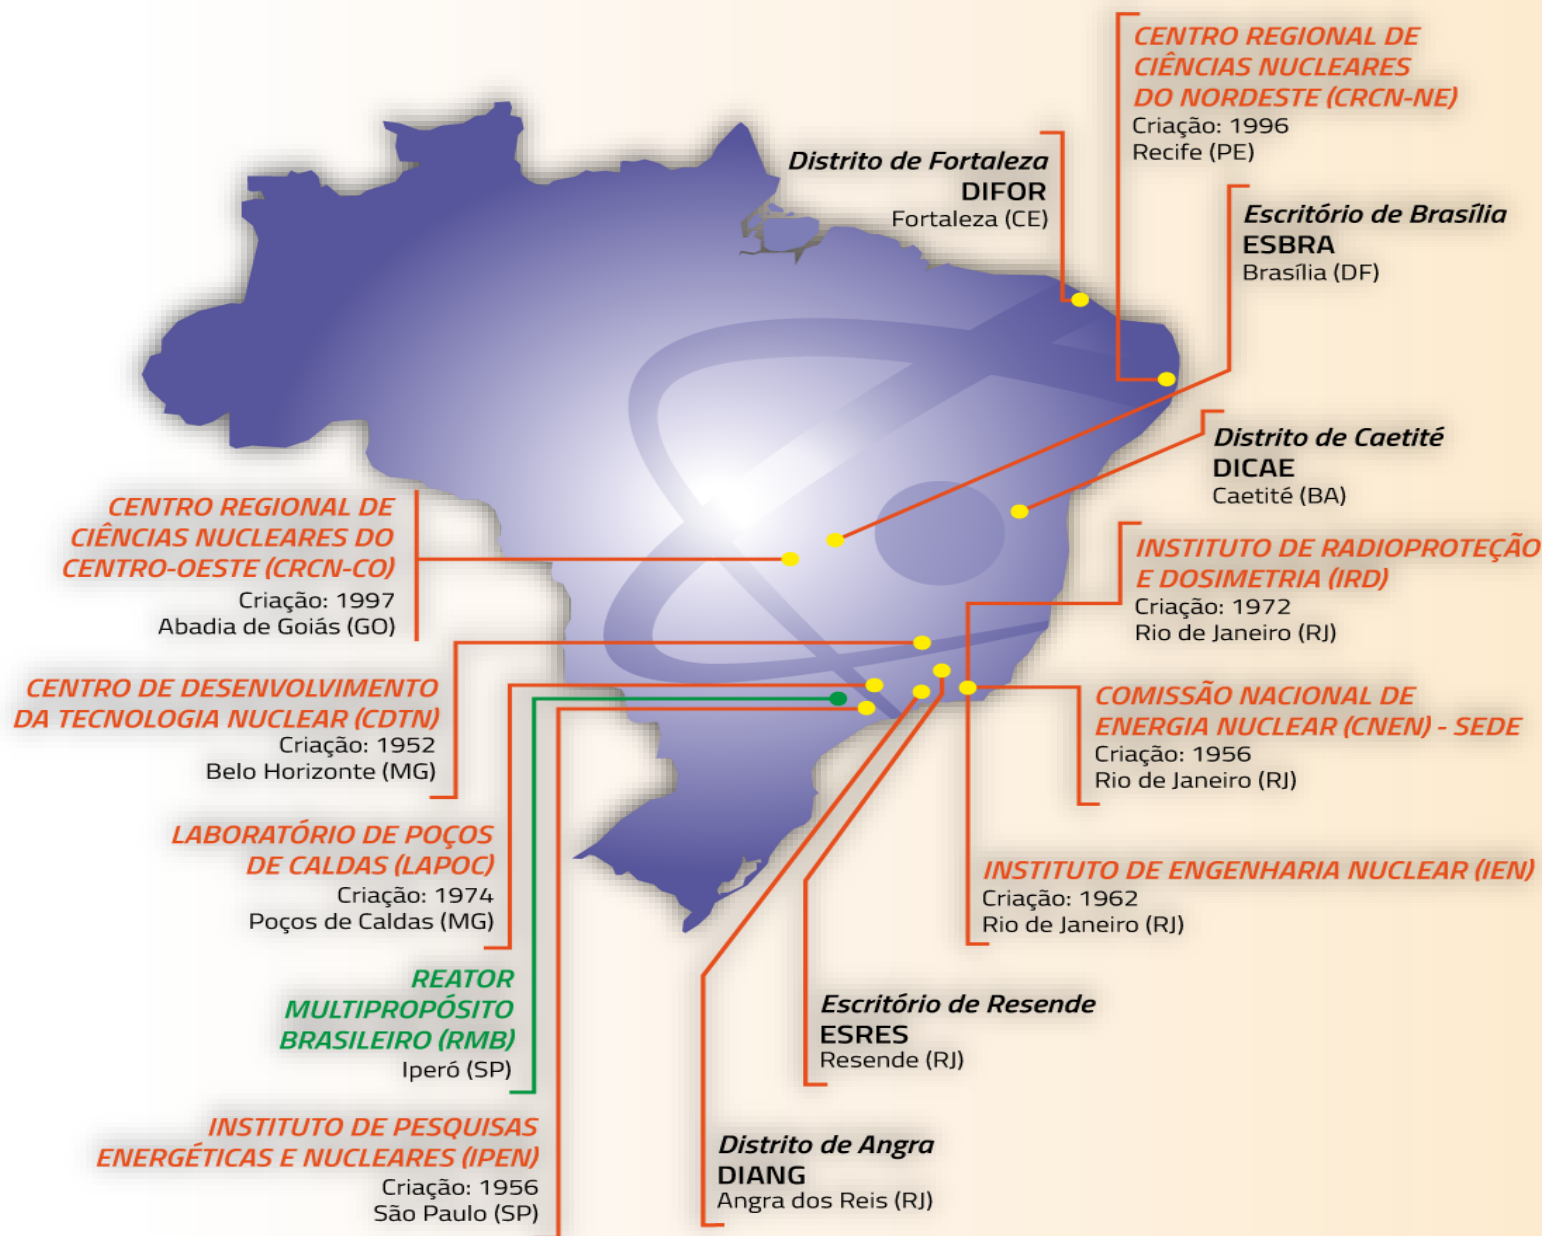 CENTRO REGIONAL DE
CIÊNCIAS NUCLEARES
DO NORDESTE (CRCN-NE)
Criação: 1996
Recife (PE)
Distrito de Fortaleza
DIFOR
Fortaleza (CE)
Escritório de Brasília
ESBRA
Brasília (DF)
Distrito de Caetité
DICAE
Caetité (BA)
CENTRO REGIONAL DE
CIÊNCIAS NUCLEARES DO
CENTRO-OESTE (CRCN-CO)
Criação: 1997
Abadia de Goiás (GO)
INSTITUTO DE RADIOPROTEÇÃO
E DOSIMETRIA (IRD)
Criação: 1972
Rio de Janeiro (RJ)
CENTRO DE DESENVOLVIMENTO
DA TECNOLOGIA NUCLEAR (CDTN)
Criação: 1952
Belo Horizonte (MG)
COMISSÃO NACIONAL DE
ENERGIA NUCLEAR (CNEN) - SEDE
Criação: 1956
Rio de Janeiro (RJ)
LABORATÓRIO DE POÇOS
DE CALDAS (LAPOC)
Criação: 1974
Poços de Caldas (MG)
INSTITUTO DE ENGENHARIA NUCLEAR (IEN)
Criação: 1962
Rio de Janeiro (RJ)
REATOR
MULTIPROPÓSITO
BRASILEIRO (RMB)
Iperó (SP)
Escritório de Resende
ESRES
Resende (RJ)
INSTITUTO DE PESQUISAS
ENERGÉTICAS E NUCLEARES (IPEN)
Criação: 1956
São Paulo (SP)
Distrito de Angra
DIANG
Angra dos Reis (RJ)